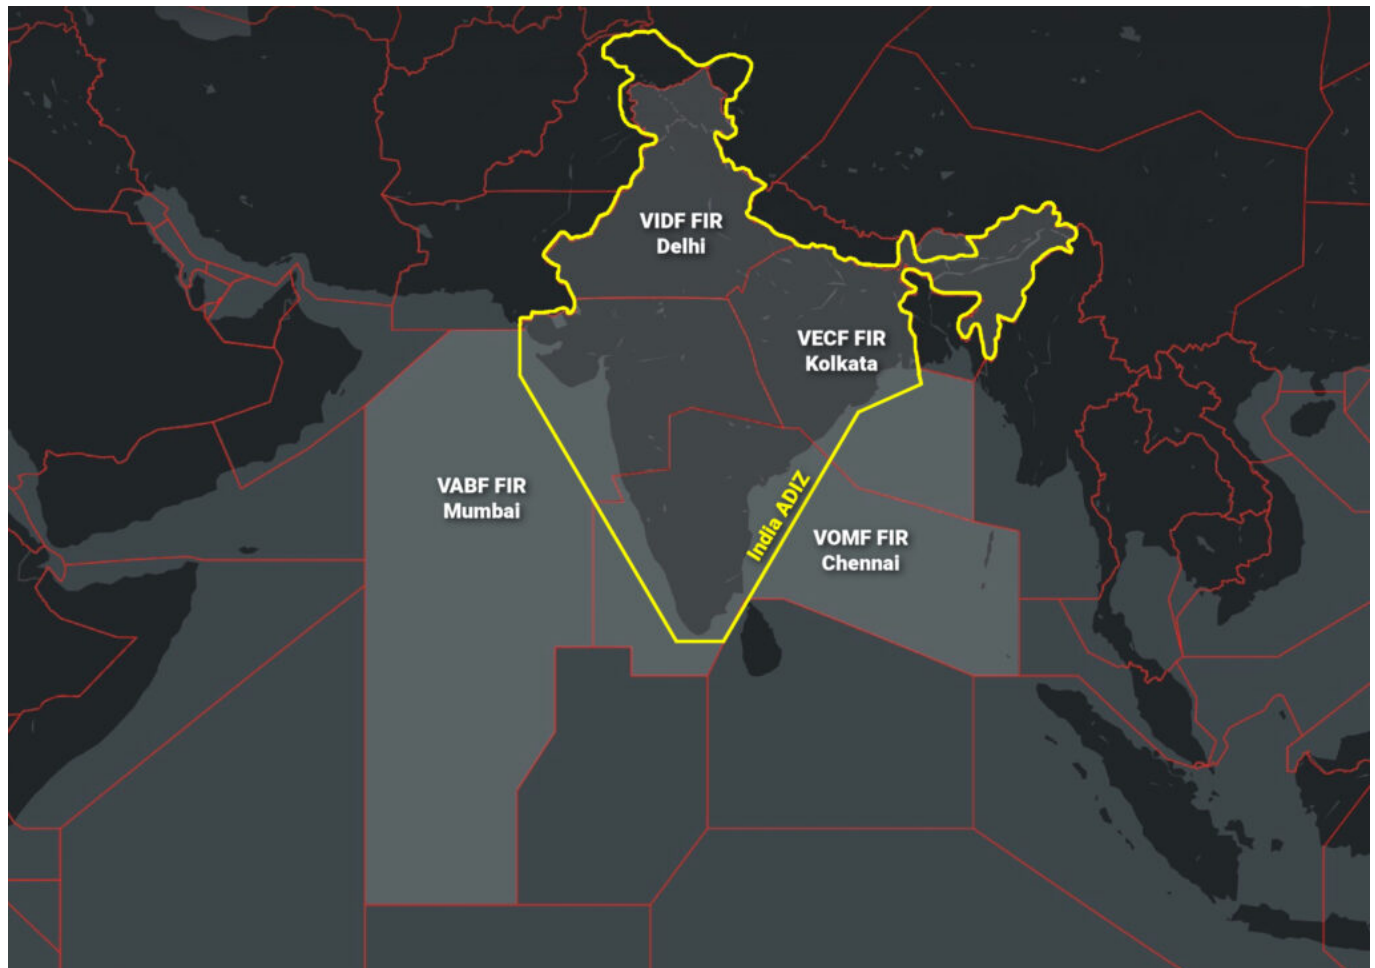 VIDF FIR
Delhi
VECF FIR
Kolkata
VABF FIR
Mumbai
India ADIZ
VOMF FIR
Chennai